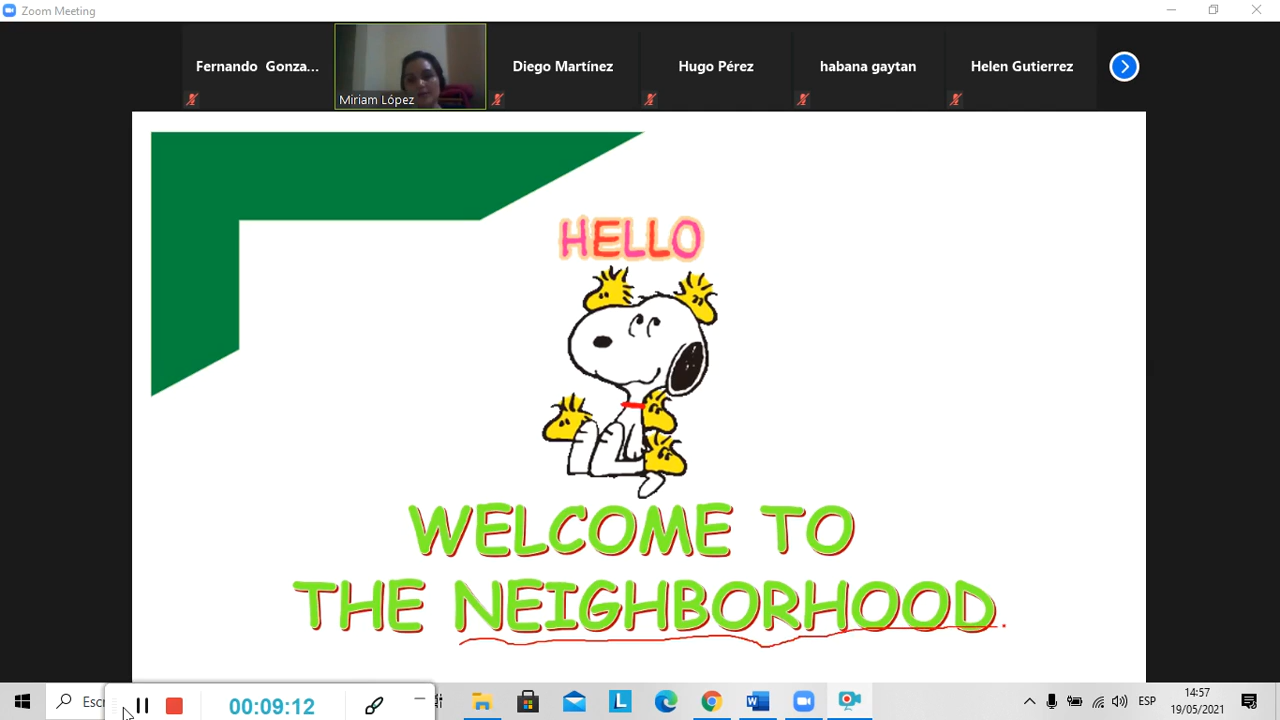 Zoom Meeting
Fernando Gonza...
Diego Martínez
Hugo Pérez
habana gaytan
Helen Gutierrez
Miriam López
HELLO
WELCOME TO
THE NEIGHBORHOOD.
Esc
00:09:12
ESP
14:57
19/05/2021